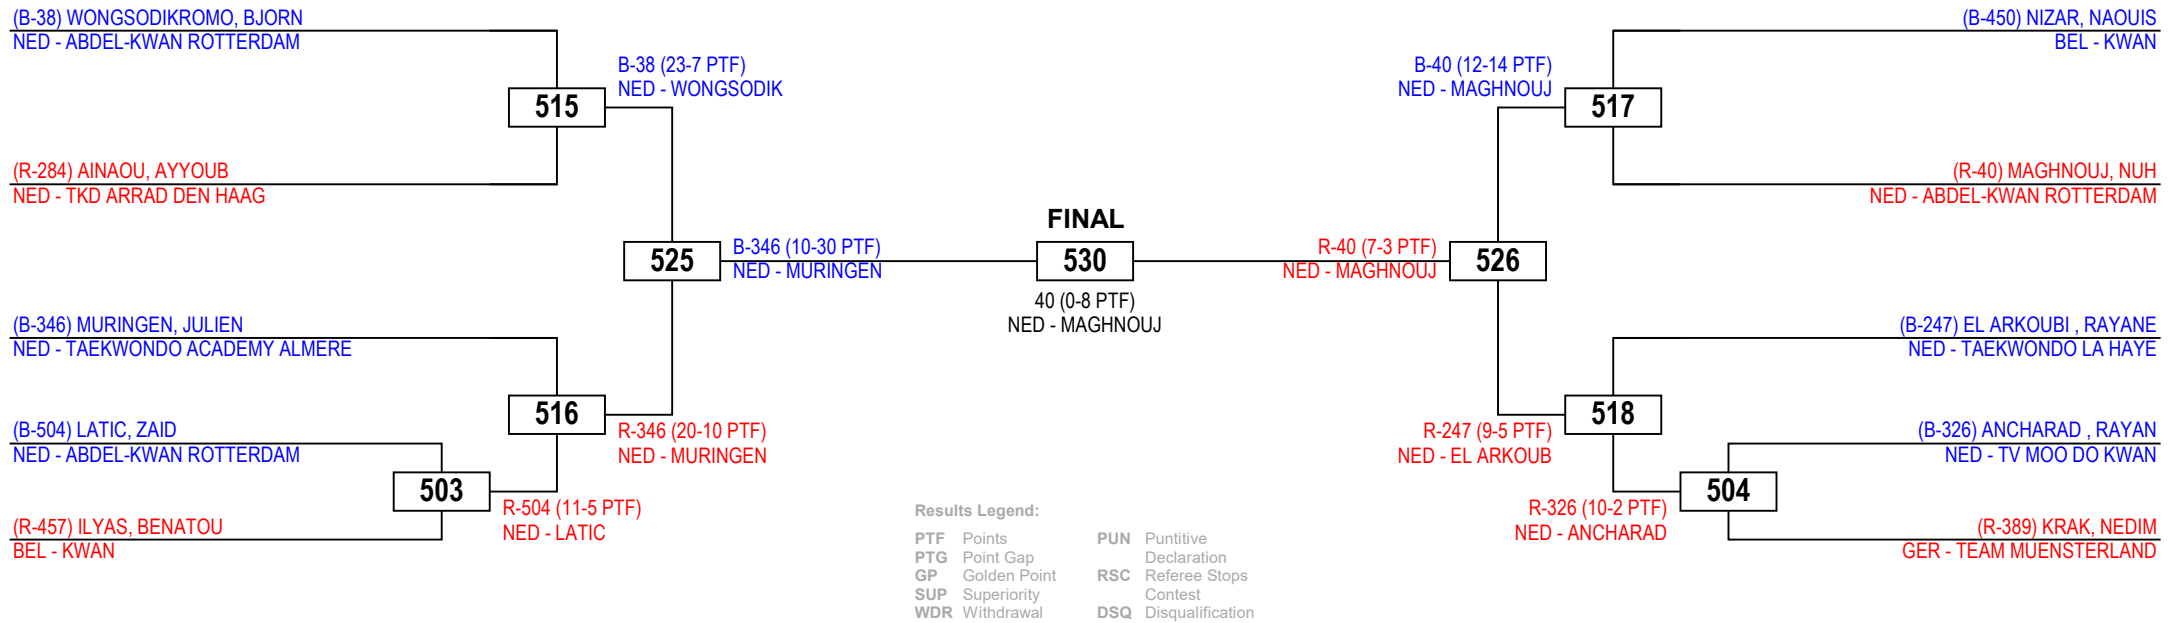 (B-38) WONGSODIKROMO, BJORN
NED - ABDEL-KWAN ROTTERDAM
B-38 (23-7 PTF)
NED - WONGSODIK
515
(R-284) AINAOU, AYYOUB
NED - TKD ARRAD DEN HAAG
525
B-346 (10-30 PTF)
NED - MURINGEN
(B-346) MURINGEN, JULIEN
NED - TAEKWONDO ACADEMY ALMERE
516
R-346 (20-10 PTF)
NED - MURINGEN
(B-504) LATIC, ZAID
NED - ABDEL-KWAN ROTTERDAM
503
R-504 (11-5 PTF)
NED - LATIC
(R-457) ILYAS, BENATOU
BEL - KWAN
FINAL
530
40 (0-8 PTF)
NED - MAGHNOUJ
(B-450) NIZAR, NAOUIS
BEL - KWAN
B-40 (12-14 PTF)
NED - MAGHNOUJ
517
(R-40) MAGHNOUJ, NUH
NED - ABDEL-KWAN ROTTERDAM
R-40 (7-3 PTF)
NED - MAGHNOUJ
526
(B-247) EL ARKOUBI , RAYANE
NED - TAEKWONDO LA HAYE
518
R-247 (9-5 PTF)
NED - EL ARKOUB
(B-326) ANCHARAD , RAYAN
NED - TV MOO DO KWAN
504
R-326 (10-2 PTF)
NED - ANCHARAD
(R-389) KRAK, NEDIM
GER - TEAM MUENSTERLAND
Results Legend:
PTF Points
PTG Point Gap
GP Golden Point
SUP Superiority
WDR Withdrawal
PUN Puntitive
Declaration
RSC Referee Stops
Contest
DSQ Disqualification